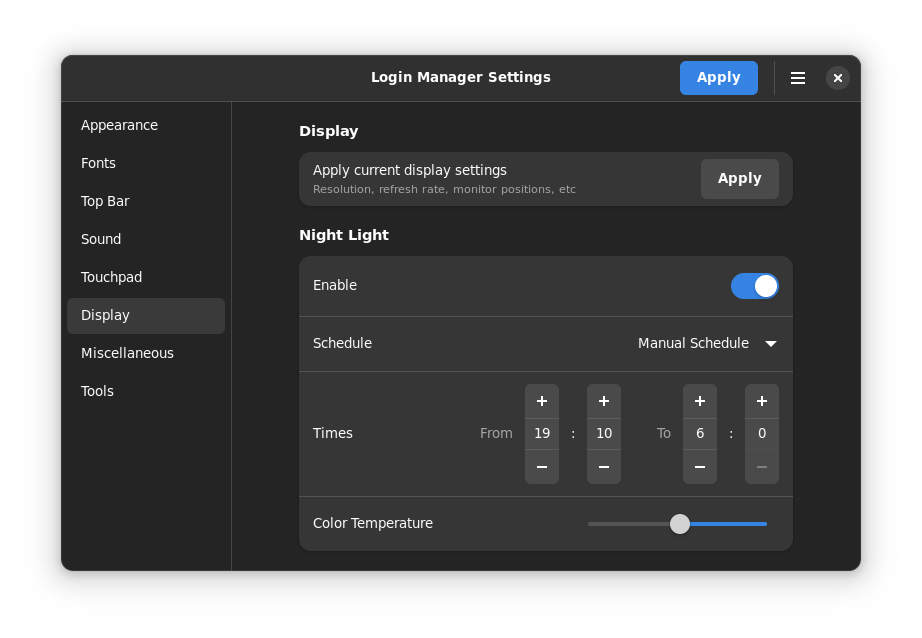 Login Manager Settings
Apply
Appearance
Fonts
Top Bar
Sound
Touchpad
Display
Miscellaneous
Tools
Display
Apply current display settings
Resolution, refresh rate, monitor positions, etc
Apply
Night Light
Enable
Schedule
Manual Schedule
Times
From
19 : 10
To
6 : 0
Color Temperature